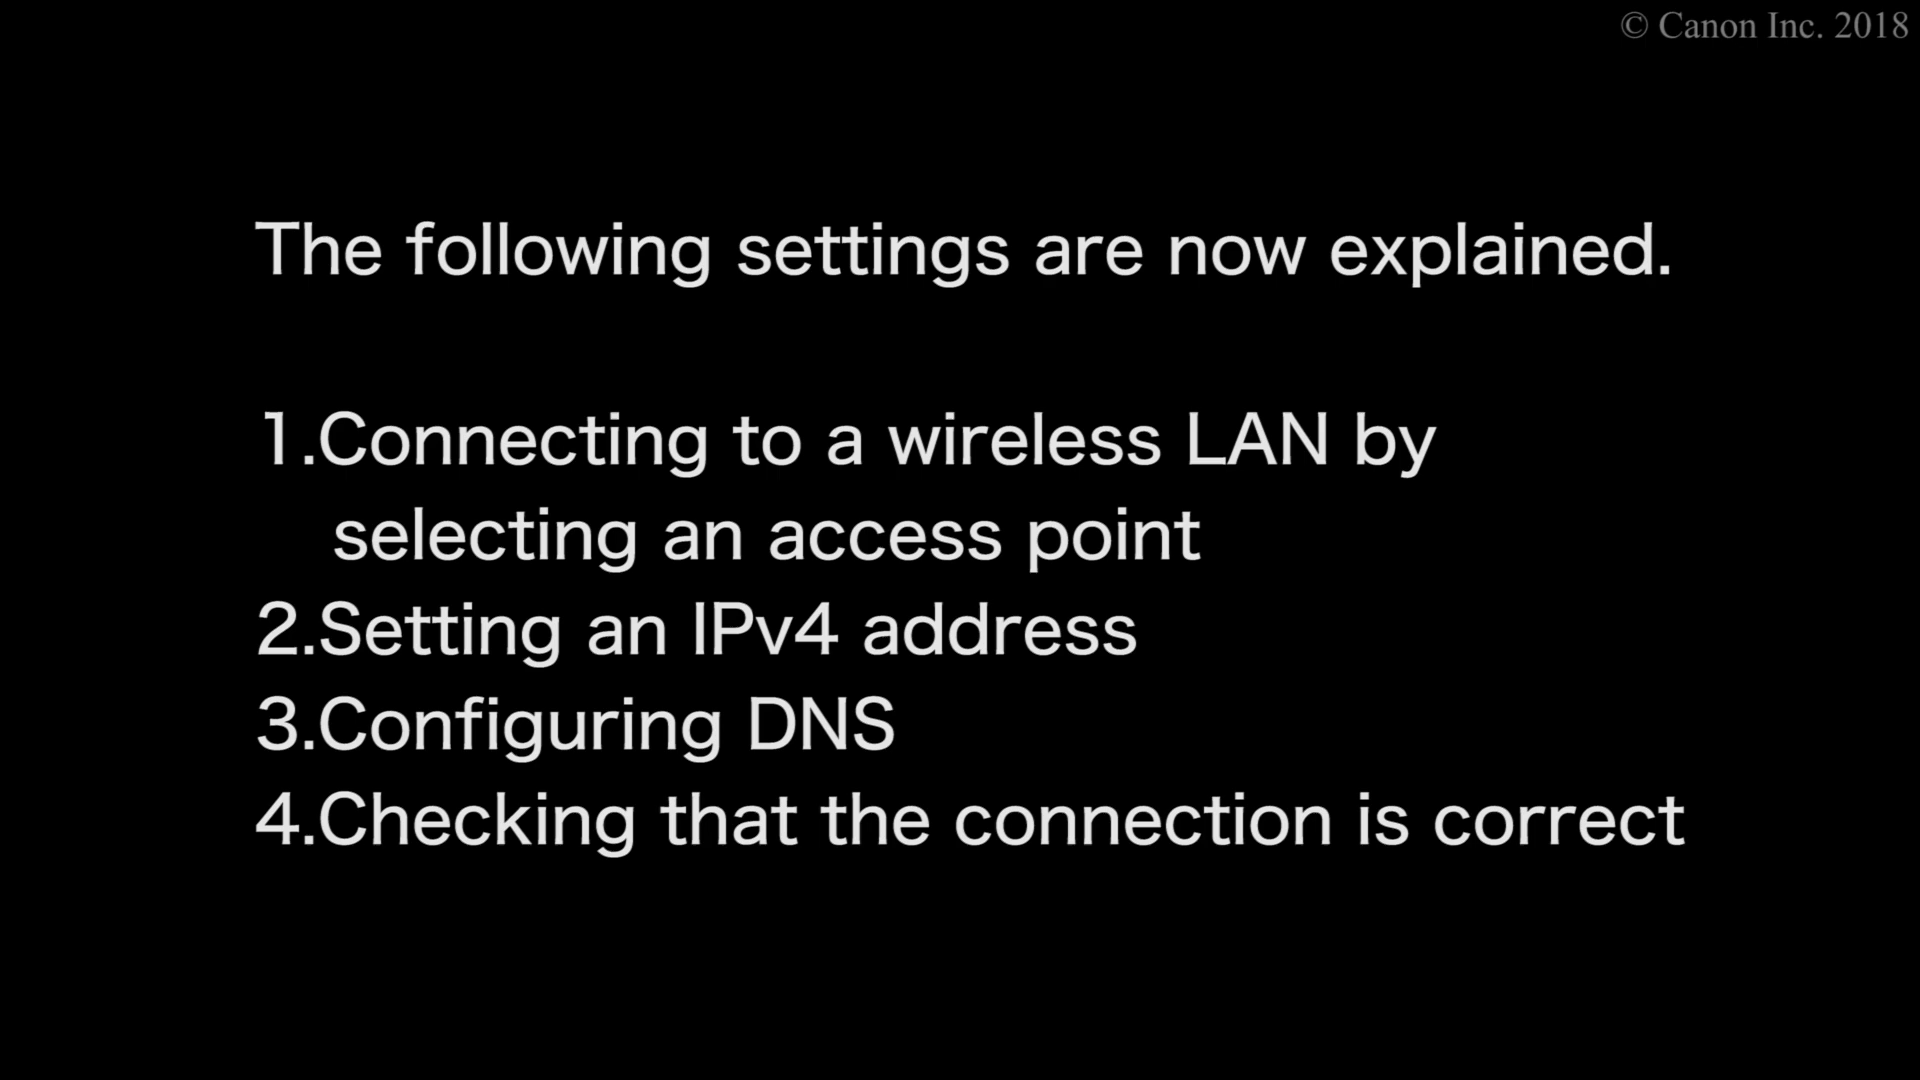 © Canon Inc. 2018
The following settings are now explained.
1.Connecting to a wireless LAN by
selecting an access point
2.Setting an IPv4 address
3.Configuring DNS
4.Checking that the connection is correct